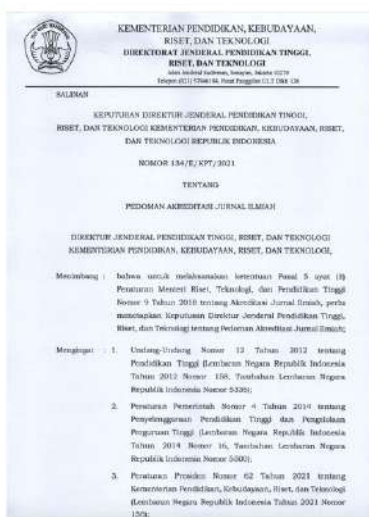 KEMENTERIAN PENDIDIKAN, KEBUDAYAAN,
RISET, DAN TEKNOLOGI
DIREKTORAT JENDERAL PENDIDIKAN TINGGI,
RISET, DAN TEKNOLOGI
Jalan Jenderal Sudirman, Senayan, Jakarta 10270
SALINAN
KEPUTUSAN DIREKTUR JENDERAL PENDIDIKAN TINGGI,
RISET, DAN TEKNOLOGI KEMENTERIAN PENDIDIKAN, KEBUDAYAAN, RISET,
DAN TEKNOLOGI REPUBLIK INDONESIA
NOMOR 134/E/KPT/2021
TENTANG
PEDOMAN AKREDITASI JURNAL ILMIAH
DIREKTUR JENDERAL PENDIDIKAN TINGGI, RISET, DAN TEKNOLOGI
KEMENTERIAN PENDIDIKAN, KEBUDAYAAN, RISET, DAN TEKNOLOGI,
Menimbang : bahwa untuk melaksanakan ketentuan Pasal 5 ayat (8)
Peraturan Menteri Riset, Teknologi, dan Pendidikan Tinggi
Nomor 9 Tahun 2018 tentang Akreditasi Jurnal Ilmiah, perlu
menetapkan Keputusan Direktur Jenderal Pendidikan Tinggi,
Riset, dan Teknologi tentang Pedoman Akreditasi Jurnal Ilmiah;
Mengingat : 1. Undang-Undang Nomor 12 Tahun 2012 tentang
Pendidikan Tinggi (Lembaran Negara Republik Indonesia
Tahun 2012 Nomor 158, Tambahan Lembaran Negara
Republik Indonesia Nomor 5336);
2. Peraturan Pemerintah Nomor 4 Tahun 2014 tentang
Penyelenggaraan Pendidikan Tinggi dan Pengelolaan
Perguruan Tinggi (Lembaran Negara Republik Indonesia
Tahun 2014 Nomor 16, Tambahan Lembaran Negara
Republik Indonesia Nomor 5500);
3. Peraturan Presiden Nomor 62 Tahun 2021 tentang
Kementerian Pendidikan, Kebudayaan, Riset, dan Teknologi
(Lembaran Negara Republik Indonesia Tahun 2021 Nomor
156);